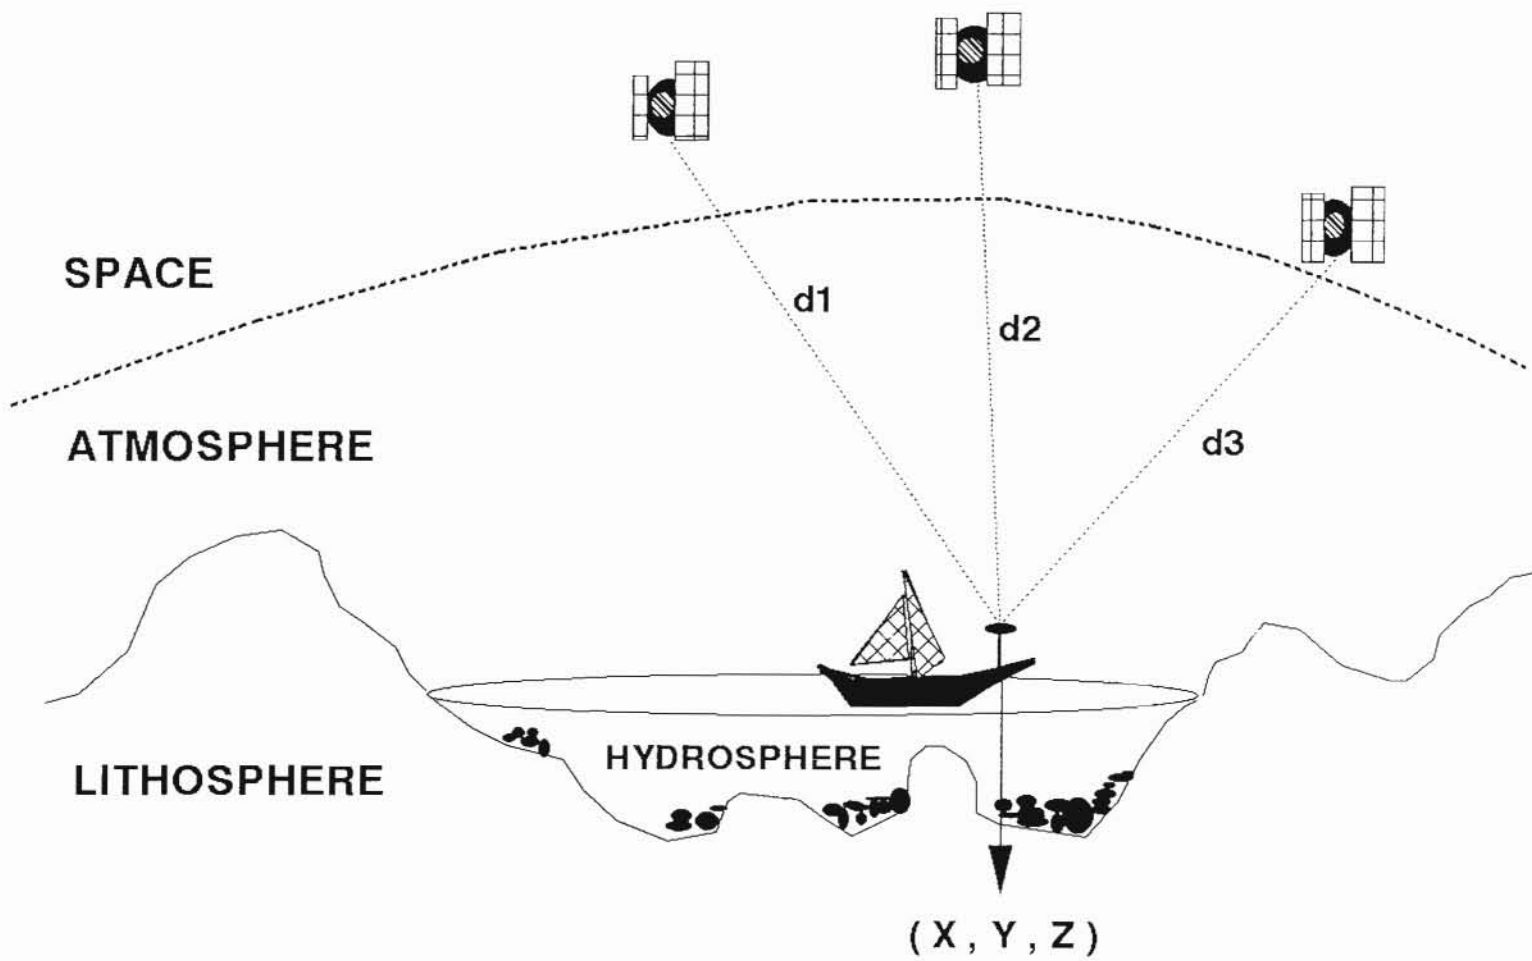 SPACE
d1
d2
ATMOSPHERE
d3
HYDROSPHERE
LITHOSPHERE
( X , Y , Z )